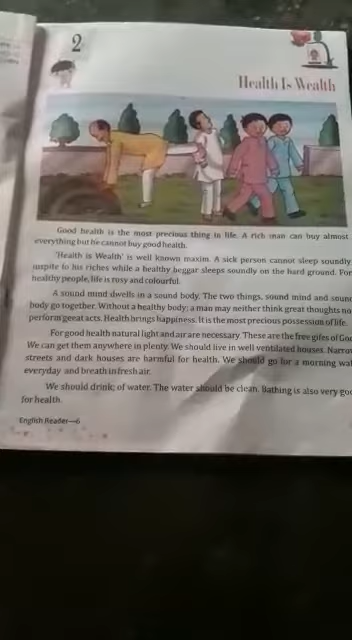 2
Health Is Wealth
Good health is the most precious thing in life. A rich man can buy almost
everything but he cannot buy good health.
'Health is Wealth' is well known maxim. A sick person cannot sleep soundly
inspite fo his riches while a healthy beggar sleeps soundly on the hard ground. For
healthy people, life is rosy and colourful.
A sound mind dwells in a sound body. The two things, sound mind and sound
body go together. Without a healthy body; a man may neither think great thoughts no
perform great acts. Health brings happiness. It is the most precious possession of life.
For good health natural light and air are necessary. These are the free gifts of God
We can get them anywhere in plenty. We should live in well ventilated houses. Narrow
streets and dark houses are harmful for health. We should go for a morning wal
everyday and breath in fresh air.
We should drink; of water. The water should be clean. Bathing is also very goo
for health.
English Reader—6